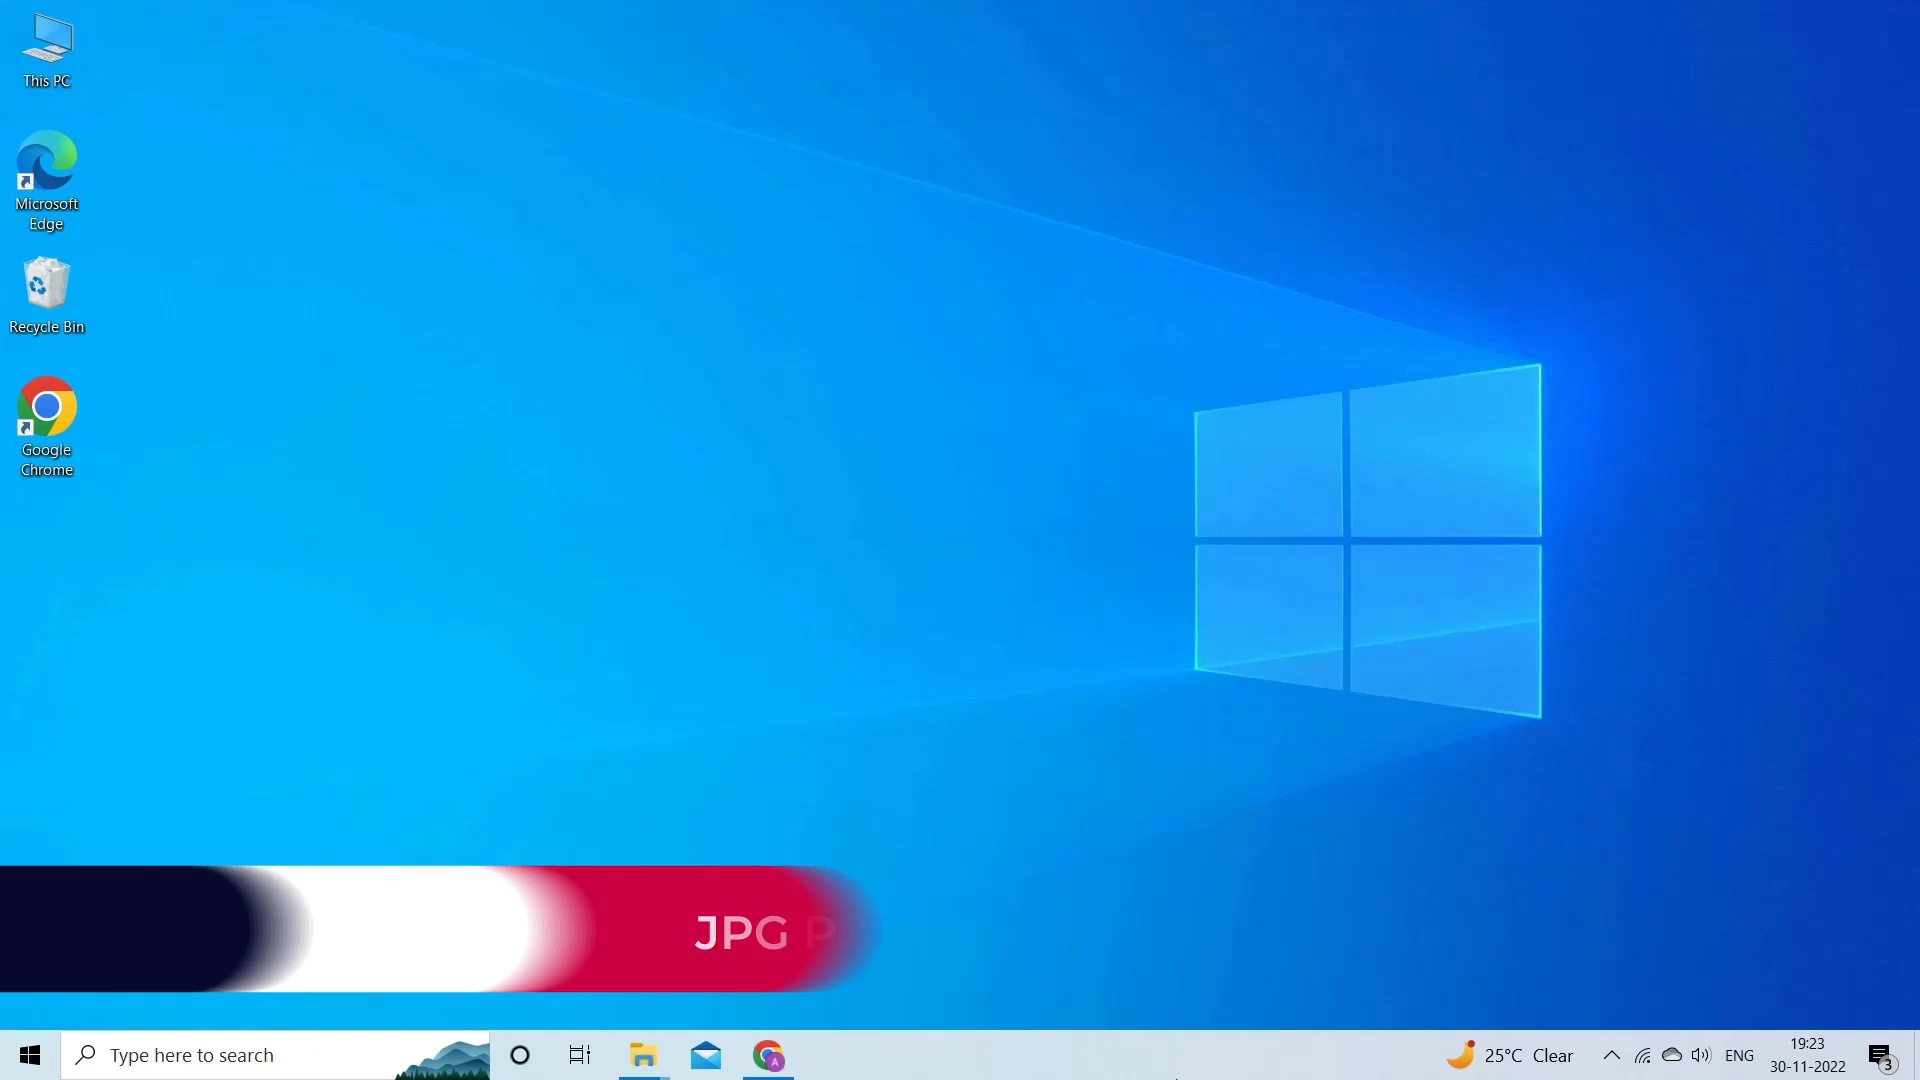 This PC
Microsoft
Edge
Recycle Bin
Google
Chrome
JPG P
Type here to search
A
25°C Clear
ENG
19:23
30-11-2022
3